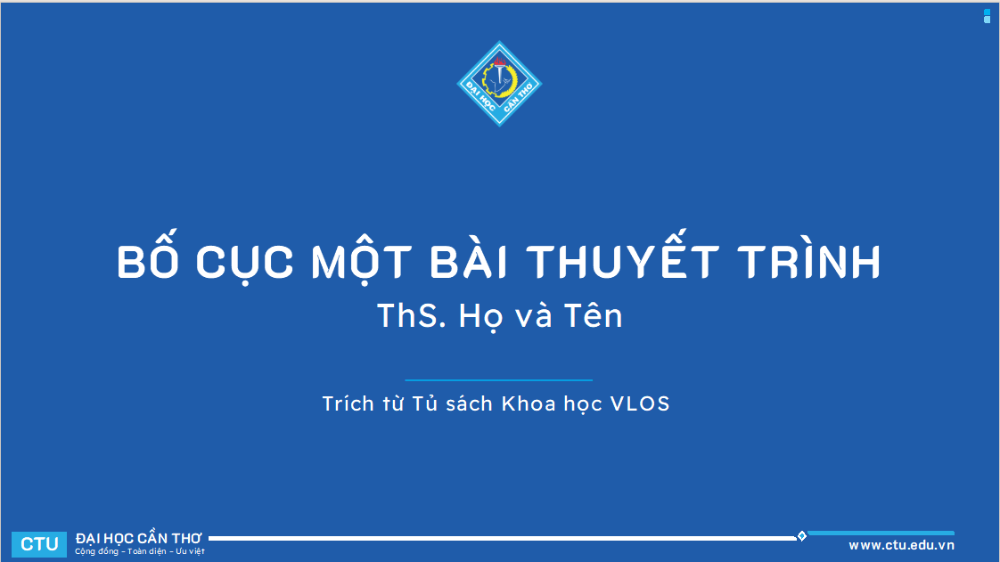 ĐẠI HỌC CẦN THƠ
BỐ CỤC MỘT BÀI THUYẾT TRÌNH
ThS. Họ và Tên
Trích từ Tủ sách Khoa học VLOS
CTU
ĐẠI HỌC CẦN THƠ
Cộng đồng – Toàn diện – Ưu việt
www.ctu.edu.vn